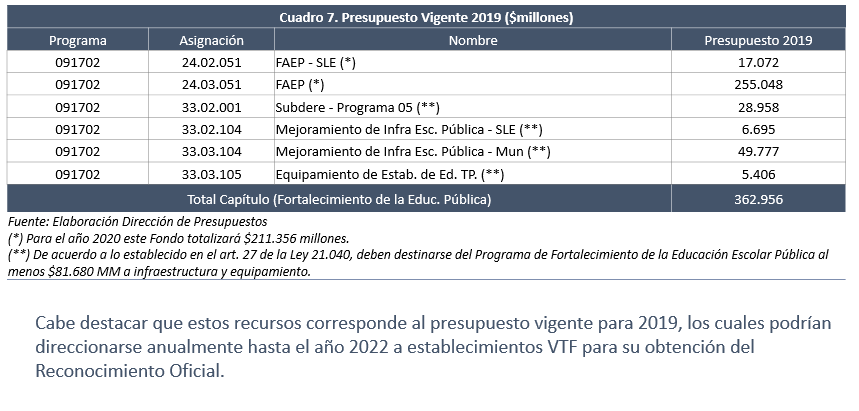 Cuadro 7. Presupuesto Vigente 2019 ($millones)
Programa Asignación Nombre Presupuesto 2019
091702 24.02.051 FAEP - SLE (*) 17.072
091702 24.03.051 FAEP (*) 255.048
091702 33.02.001 Subdere - Programa 05 (**) 28.958
091702 33.02.104 Mejoramiento de Infra Esc. Pública - SLE (**) 6.695
091702 33.03.104 Mejoramiento de Infra Esc. Pública - Mun (**) 49.777
091702 33.03.105 Equipamiento de Estab. de Ed. TP. (**) 5.406
Total Capítulo (Fortalecimiento de la Educ. Pública) 362.956
Fuente: Elaboración Dirección de Presupuestos
(*) Para el año 2020 este Fondo totalizará $211.356 millones.
(**) De acuerdo a lo establecido en el art. 27 de la Ley 21.040, deben destinarse del Programa de Fortalecimiento de la Educación Escolar Pública al
menos $81.680 MM a infraestructura y equipamiento.
Cabe destacar que estos recursos corresponde al presupuesto vigente para 2019, los cuales podrían
direccionarse anualmente hasta el año 2022 a establecimientos VTF para su obtención del
Reconocimiento Oficial.